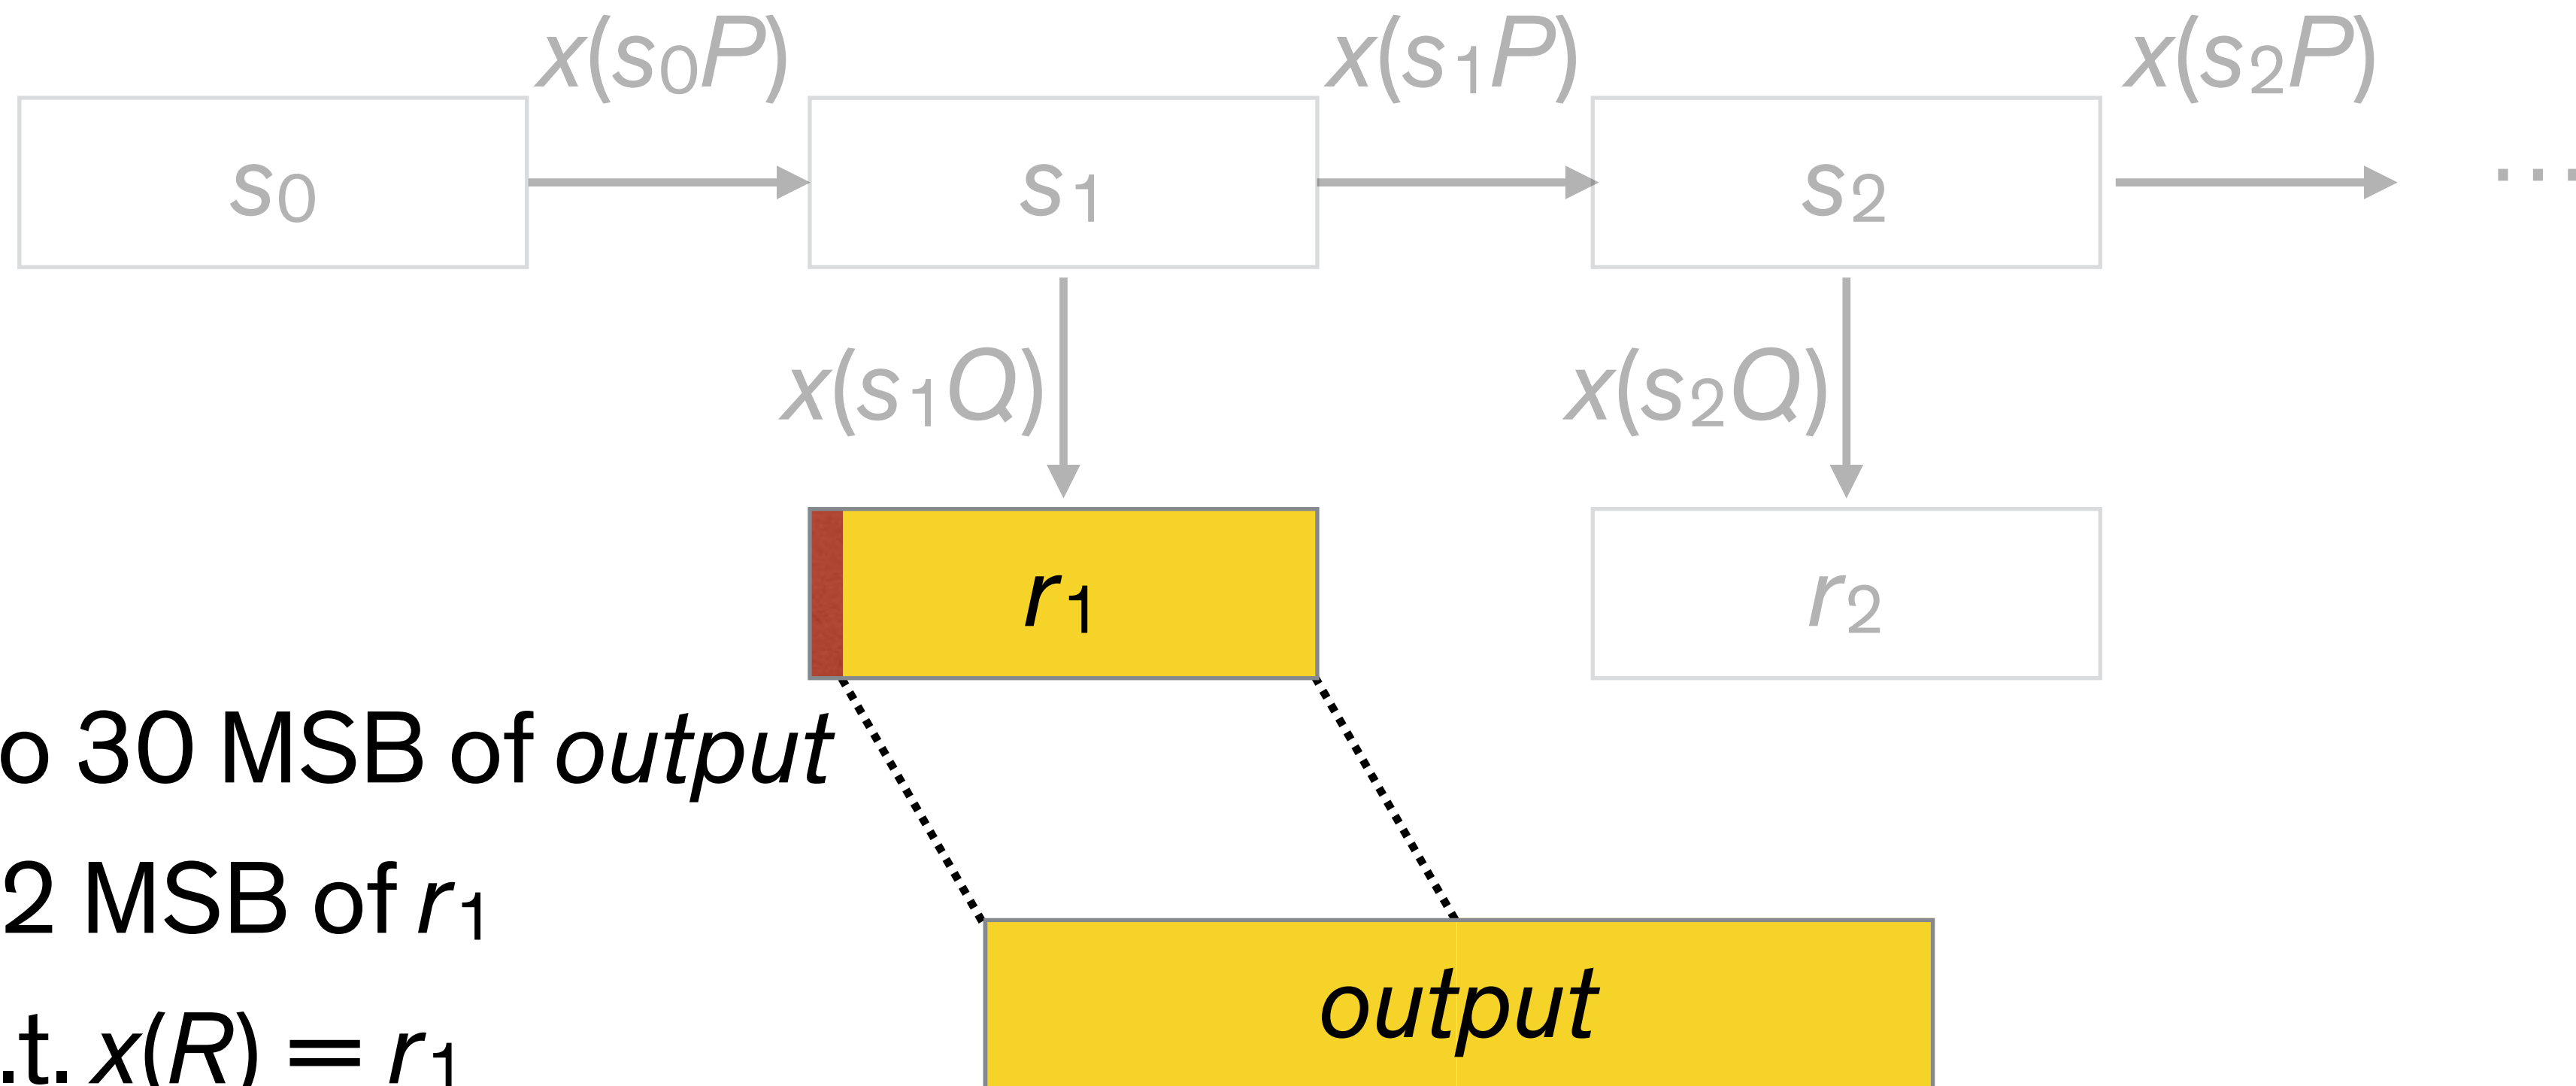 x(s₀P) x(s₁P) x(s₂P)
s₀ s₁ s₂ ...
x(s₁Q) x(s₂Q)
r₁ r₂
o 30 MSB of output
2 MSB of r₁
output
.t. x(R) = r₁